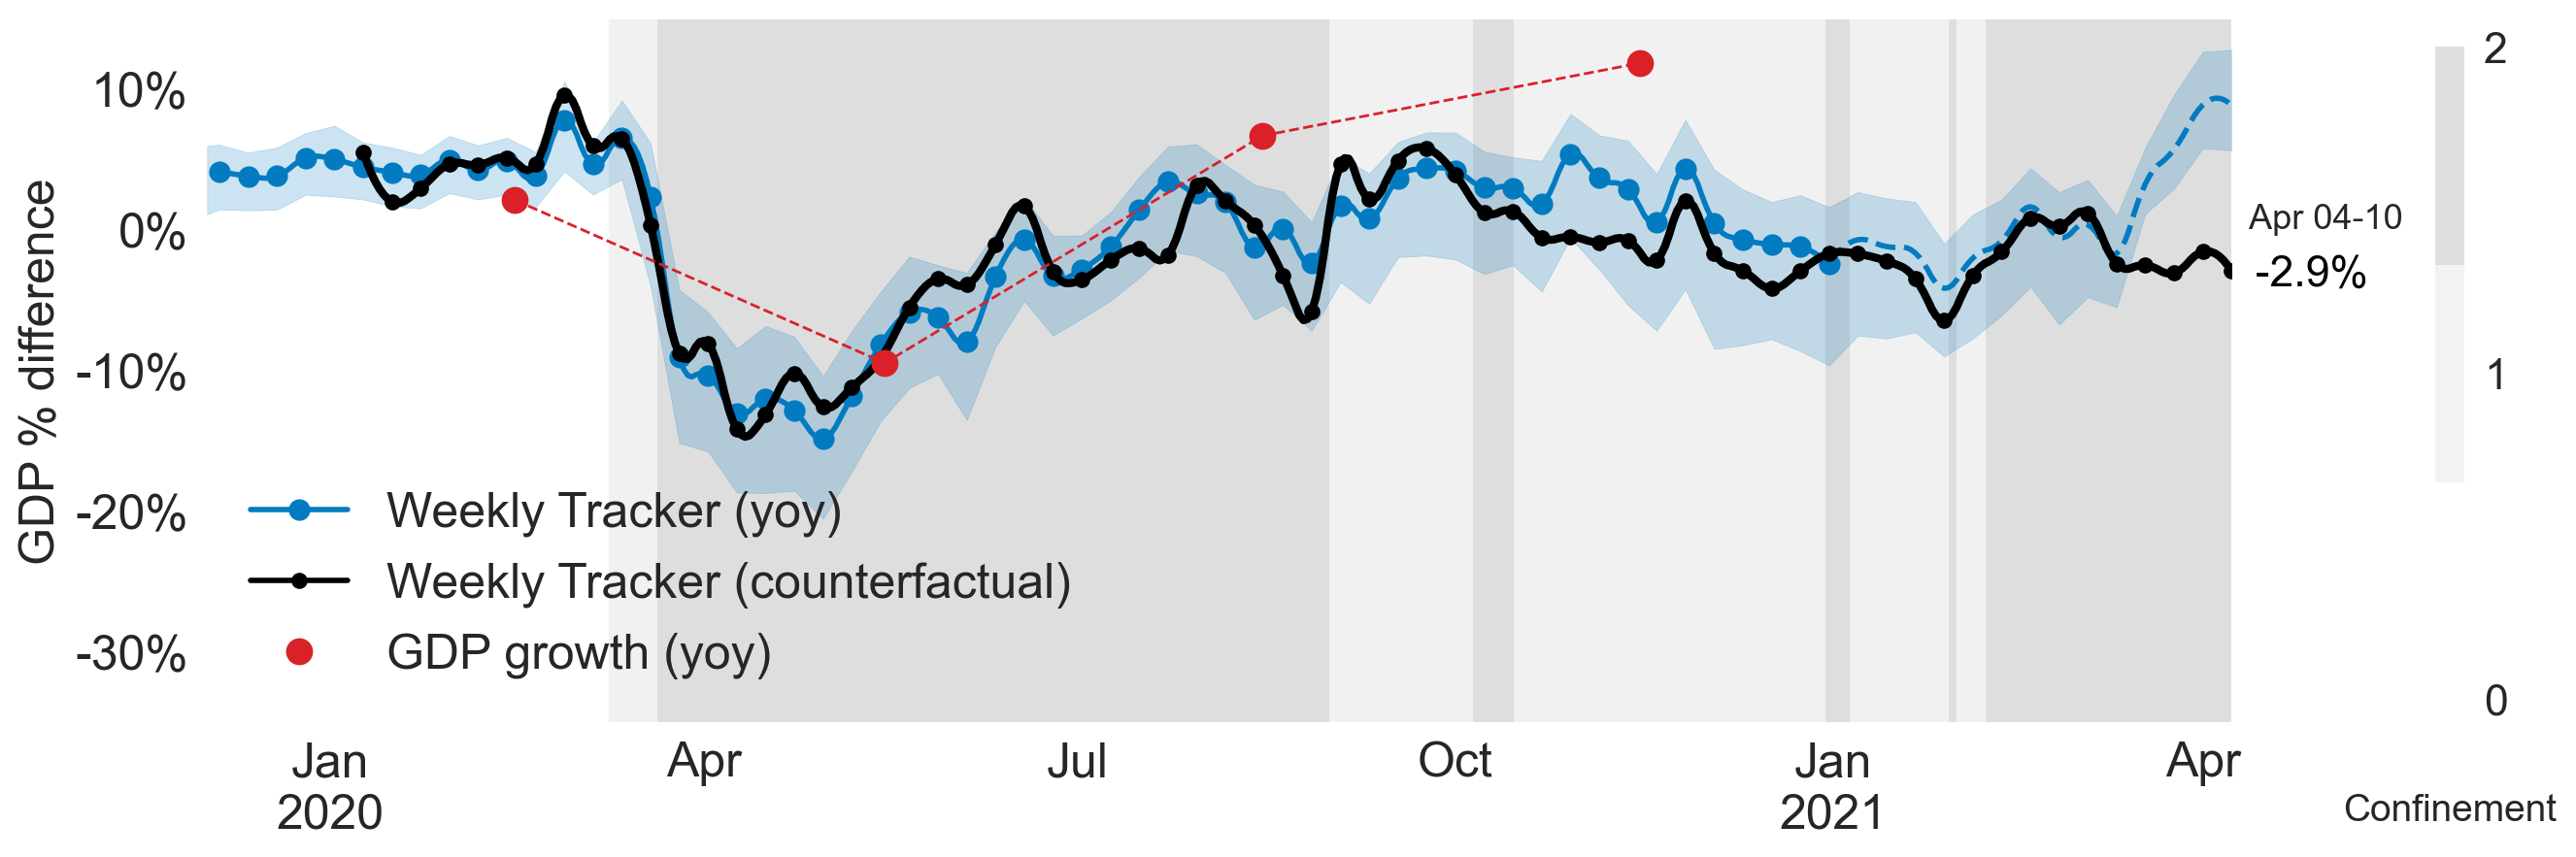 GDP % difference
10%
0%
-10%
-20%
-30%
Weekly Tracker (yoy)
Weekly Tracker (counterfactual)
GDP growth (yoy)
Jan
2020
Apr
Jul
Oct
Jan
2021
Apr
Apr 04-10
-2.9%
2
1
0
Confinement